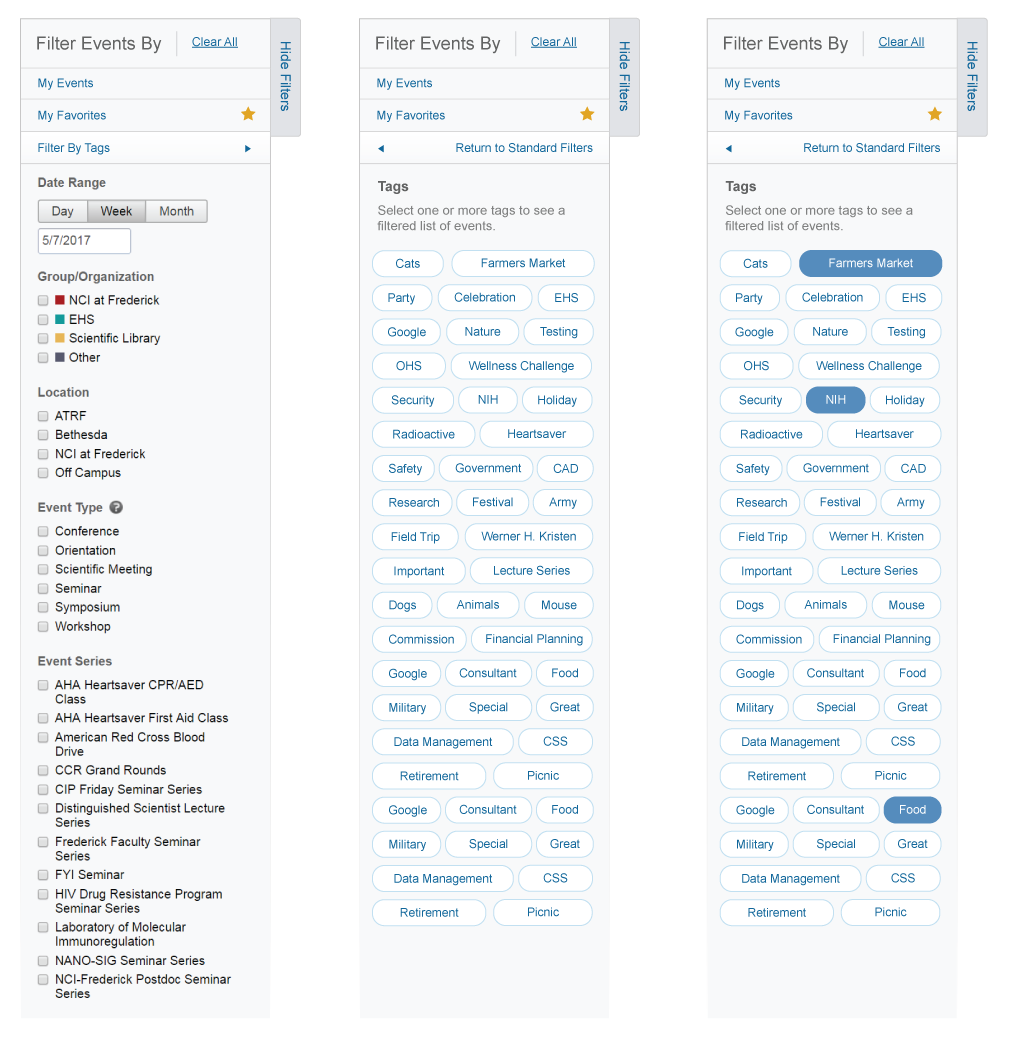 Filter Events By Clear All
Hide Filters
My Events
My Favorites
Filter By Tags
Date Range
Day Week Month
5/7/2017
Group/Organization
NCI at Frederick
EHS
Scientific Library
Other
Location
ATRF
Bethesda
NCI at Frederick
Off Campus
Event Type ?
Conference
Orientation
Scientific Meeting
Seminar
Symposium
Workshop
Event Series
AHA Heartsaver CPR/AED
Class
AHA Heartsaver First Aid Class
American Red Cross Blood
Drive
CCR Grand Rounds
CIP Friday Seminar Series
Distinguished Scientist Lecture
Series
Frederick Faculty Seminar
Series
FYI Seminar
HIV Drug Resistance Program
Seminar Series
Laboratory of Molecular
Immunoregulation
NANO-SIG Seminar Series
NCI-Frederick Postdoc Seminar
Series
Filter Events By Clear All
Hide Filters
My Events
My Favorites
Return to Standard Filters
Tags
Select one or more tags to see a
filtered list of events.
Cats Farmers Market
Party Celebration EHS
Google Nature Testing
OHS Wellness Challenge
Security NIH Holiday
Radioactive Heartsaver
Safety Government CAD
Research Festival Army
Field Trip Werner H. Kristen
Important Lecture Series
Dogs Animals Mouse
Commission Financial Planning
Google Consultant Food
Military Special Great
Data Management CSS
Retirement Picnic
Google Consultant Food
Military Special Great
Data Management CSS
Retirement Picnic
Filter Events By Clear All
Hide Filters
My Events
My Favorites
Return to Standard Filters
Tags
Select one or more tags to see a
filtered list of events.
Cats Farmers Market
Party Celebration EHS
Google Nature Testing
OHS Wellness Challenge
Security NIH Holiday
Radioactive Heartsaver
Safety Government CAD
Research Festival Army
Field Trip Werner H. Kristen
Important Lecture Series
Dogs Animals Mouse
Commission Financial Planning
Google Consultant Food
Military Special Great
Data Management CSS
Retirement Picnic
Google Consultant Food
Military Special Great
Data Management CSS
Retirement Picnic